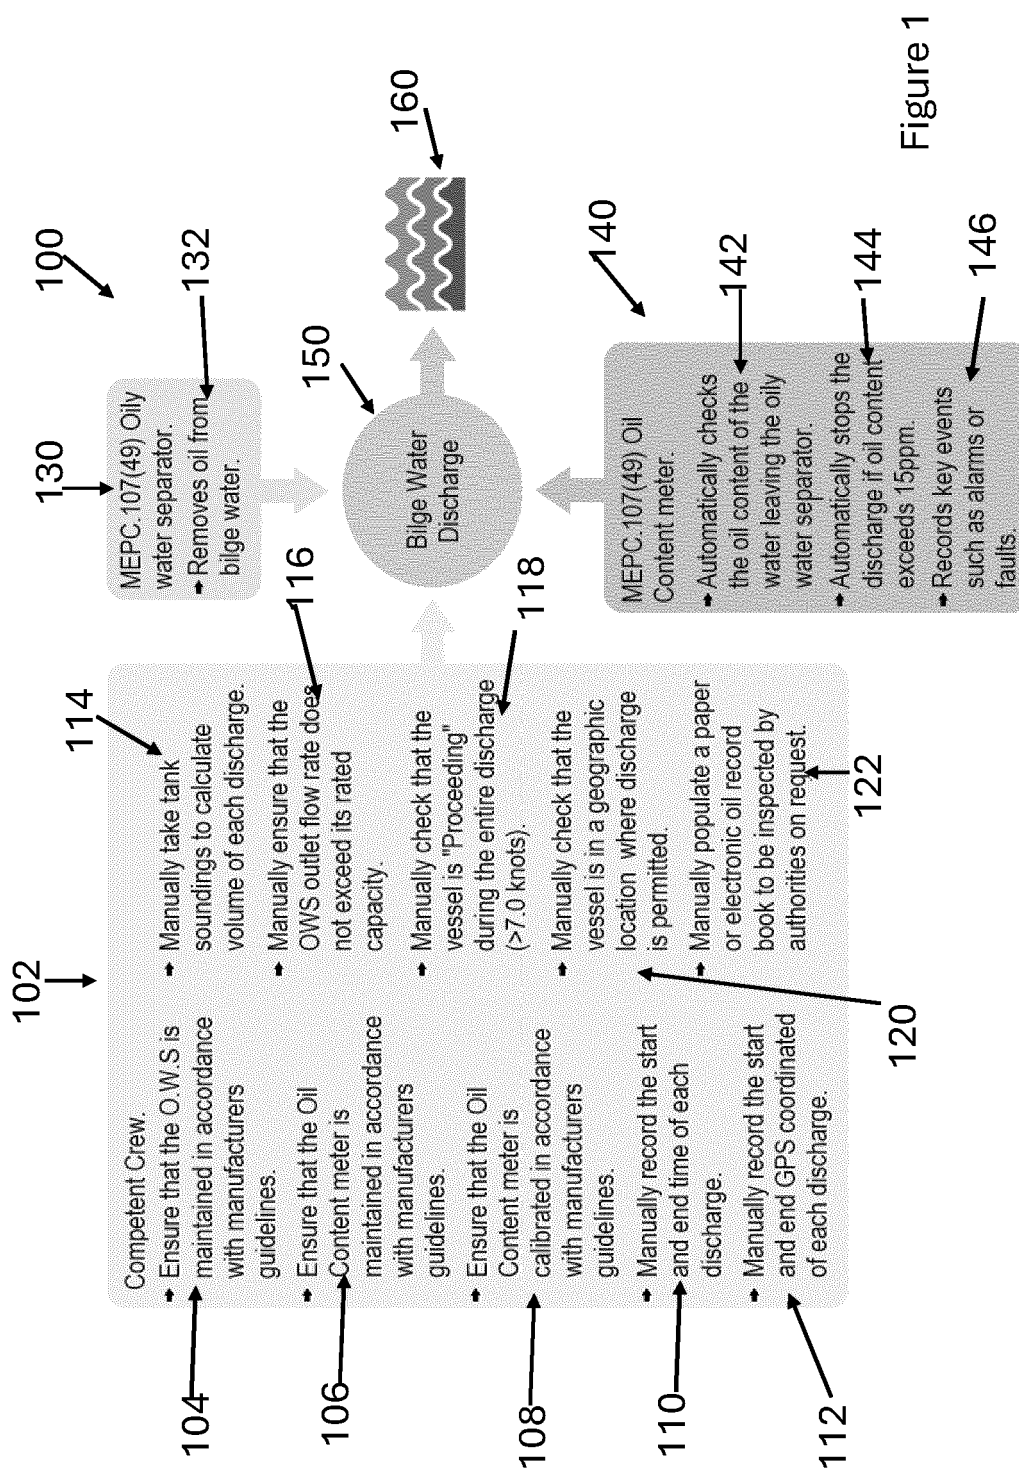 100
102
130
132
Competent Crew.
➡ Ensure that the O.W.S is
maintained in accordance
with manufacturers
guidelines.
➡ Ensure that the Oil
Content meter is
maintained in accordance
with manufacturers
guidelines.
➡ Ensure that the Oil
Content meter is
calibrated in accordance
with manufacturers
guidelines.
➡ Manually record the start
and end time of each
discharge.
➡ Manually record the start
and end GPS coordinated
of each discharge.
104
106
108
110
112
114
➡ Manually take tank
soundings to calculate
volume of each discharge.
➡ Manually ensure that the
OWS outlet flow rate does
not exceed its rated
capacity.
➡ Manually check that the
vessel is "Proceeding"
during the entire discharge
(>7.0 knots).
➡ Manually check that the
vessel is in a geographic
location where discharge
is permitted.
➡ Manually populate a paper
or electronic oil record
book to be inspected by
authorities on request.
116
118
120
122
MEPC.107(49) Oily
water separator.
➡ Removes oil from
bilge water.
150
Bilge Water
Discharge
160
MEPC.107(49) Oil
Content meter.
➡ Automatically checks
the oil content of the
water leaving the oily
water separator.
➡ Automatically stops the
discharge if oil content
exceeds 15ppm.
➡ Records key events
such as alarms or
faults.
140
142
144
146
Figure 1